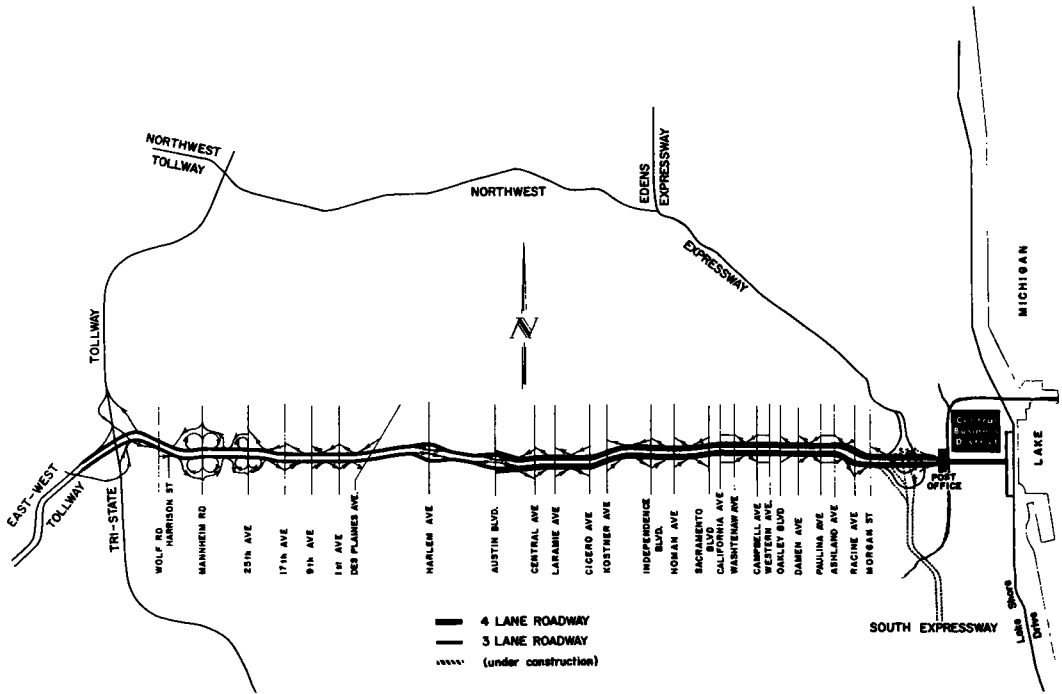 NORTHWEST
TOLLWAY
NORTHWEST
EDENS
EXPRESSWAY
EXPRESSWAY
MICHIGAN
LAKE
N
TOLLWAY
TRI-STATE
EAST-WEST
TOLLWAY
Central
Business
District
POST
OFFICE
WOLF RD
HARRISON ST
MANNHEIM RD
25th AVE
17th AVE
9th AVE
1st AVE
DES PLAINES AVE.
HARLEM AVE
AUSTIN BLVD.
CENTRAL AVE
LARAMIE AVE
CICERO AVE
KOSTNER AVE
INDEPENDENCE
BLVD.
HOMAN AVE
SACRAMENTO
BLVD
CALIFORNIA AVE
WASHTENAW AVE
CAMPBELL AVE
WESTERN AVE.
OAKLEY BLVD
DAMEN AVE
PAULINA AVE
ASHLAND AVE
RACINE AVE
MORGAN ST
SOUTH EXPRESSWAY
Lake Shore
Drive
4 LANE ROADWAY
3 LANE ROADWAY
(under construction)